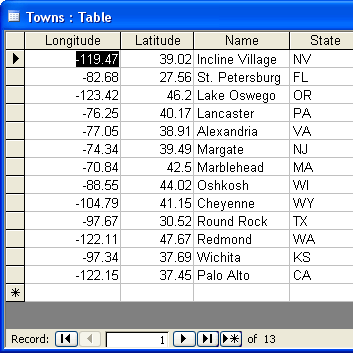 Towns : Table
Longitude Latitude Name State
-119.47 39.02 Incline Village NV
-82.68 27.56 St. Petersburg FL
-123.42 46.2 Lake Oswego OR
-76.25 40.17 Lancaster PA
-77.05 38.91 Alexandria VA
-74.34 39.49 Margate NJ
-70.84 42.5 Marblehead MA
-88.55 44.02 Oshkosh WI
-104.79 41.15 Cheyenne WY
-97.67 30.52 Round Rock TX
-122.11 47.67 Redmond WA
-97.34 37.69 Wichita KS
-122.15 37.45 Palo Alto CA
Record: 1 of 13